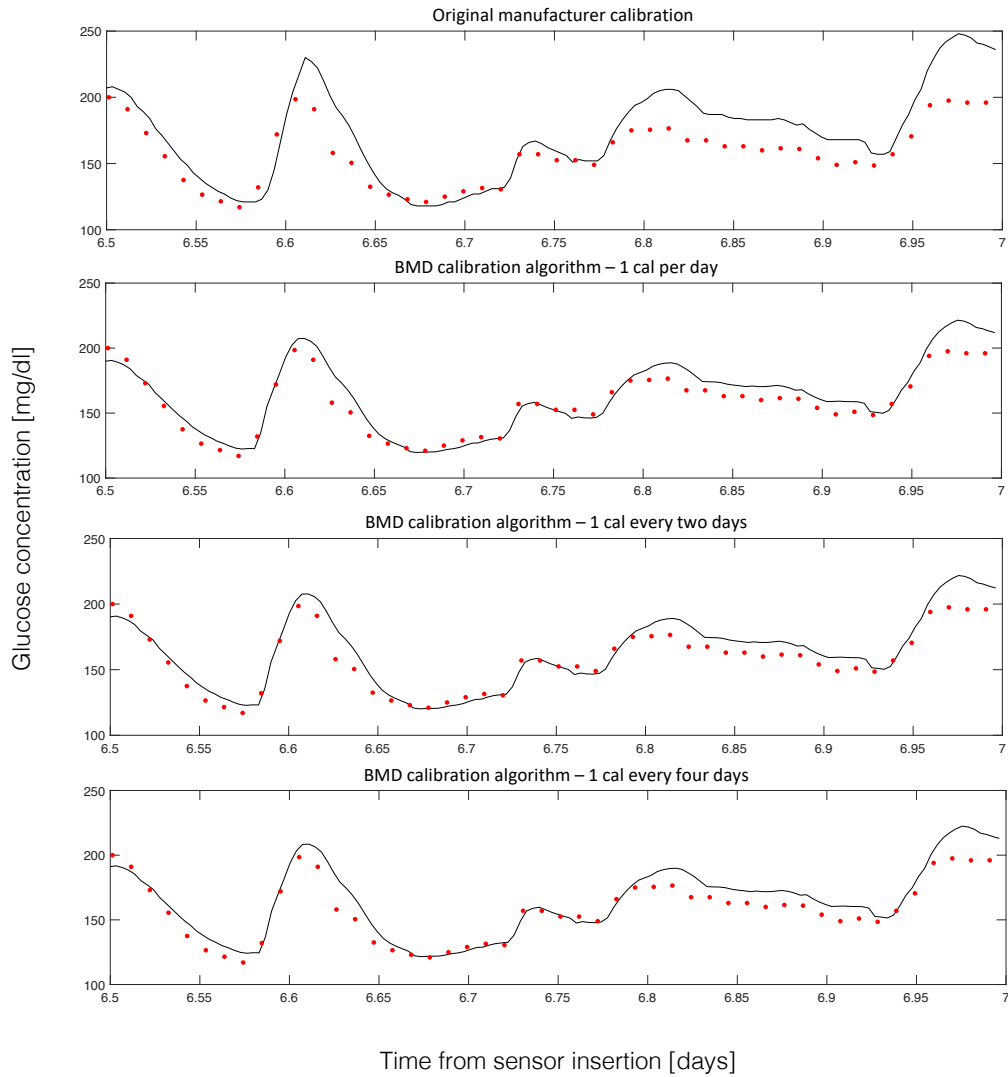 Original manufacturer calibration
250
200
150
100
6.5 6.55 6.6 6.65 6.7 6.75 6.8 6.85 6.9 6.95 7
BMD calibration algorithm – 1 cal per day
250
200
150
100
6.5 6.55 6.6 6.65 6.7 6.75 6.8 6.85 6.9 6.95 7
Glucose concentration [mg/dl]
BMD calibration algorithm – 1 cal every two days
250
200
150
100
6.5 6.55 6.6 6.65 6.7 6.75 6.8 6.85 6.9 6.95 7
BMD calibration algorithm – 1 cal every four days
250
200
150
100
6.5 6.55 6.6 6.65 6.7 6.75 6.8 6.85 6.9 6.95 7
Time from sensor insertion [days]